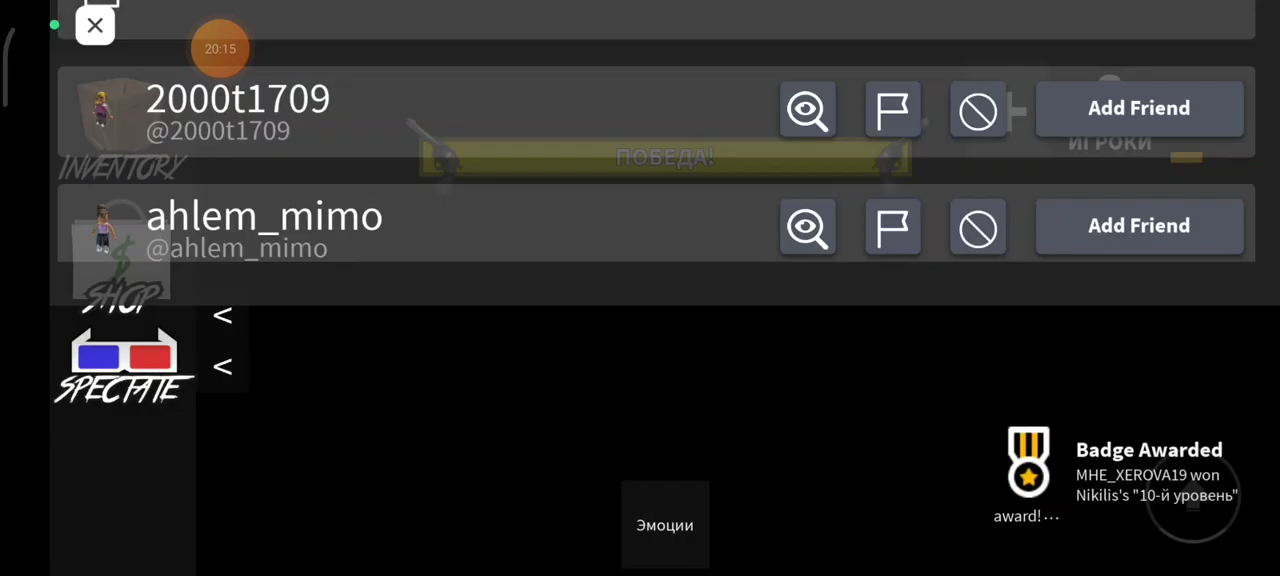 20:15
2000t1709
@2000t1709
Add Friend
INVENTORY
ПОБЕДА!
ИГРОКИ
ahlem_mimo
@ahlem_mimo
Add Friend
SHOP
<
<
SPECTATE
Badge Awarded
MHE_XEROVA19 won
Nikilis's "10-й уровень"
award!...
Эмоции